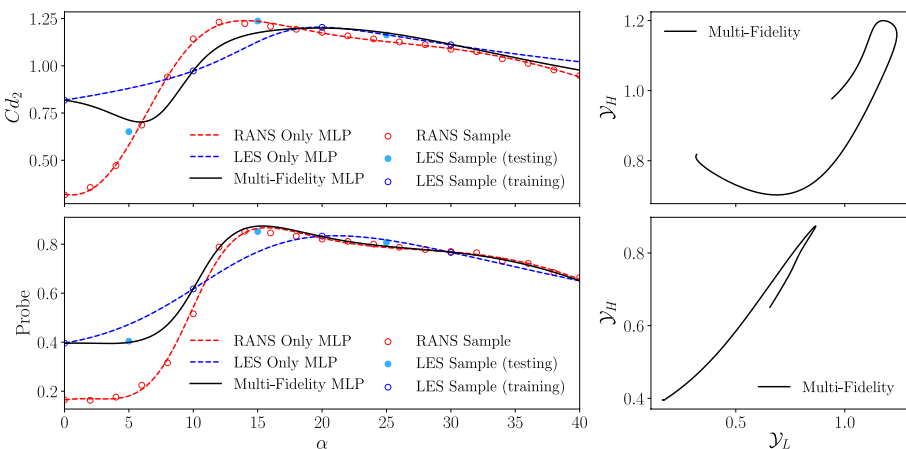 1.25
1.00
0.75
0.50
Cd₂
RANS Only MLP
LES Only MLP
Multi-Fidelity MLP
RANS Sample
LES Sample (testing)
LES Sample (training)
1.2
1.0
0.8
𝒴_H
Multi-Fidelity
0.8
0.6
0.4
0.2
Probe
RANS Only MLP
LES Only MLP
Multi-Fidelity MLP
RANS Sample
LES Sample (testing)
LES Sample (training)
0 5 10 15 20 25 30 35 40
α
0.8
0.6
0.4
𝒴_H
Multi-Fidelity
0.5 1.0
𝒴_L